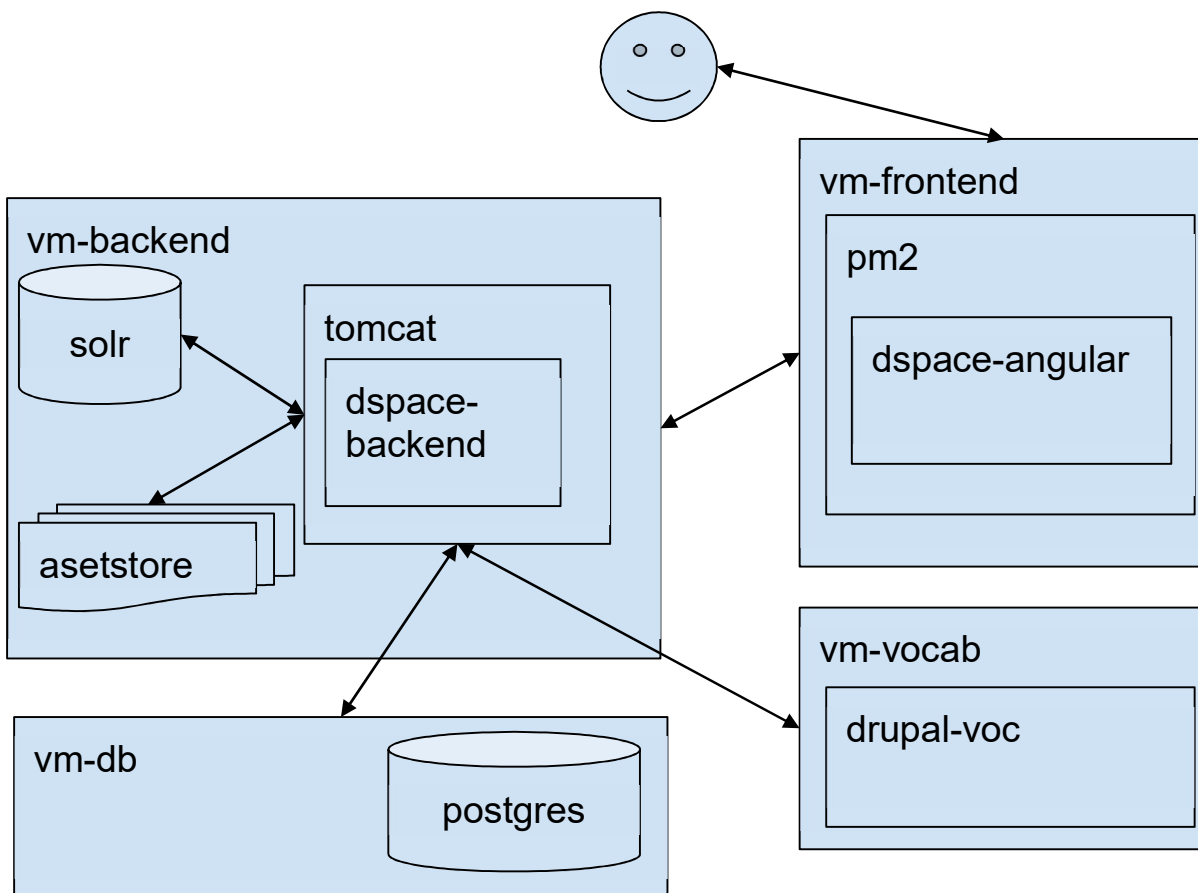 vm-frontend
pm2
dspace-angular
vm-backend
solr
tomcat
dspace-
backend
asetstore
vm-vocab
drupal-voc
vm-db
postgres